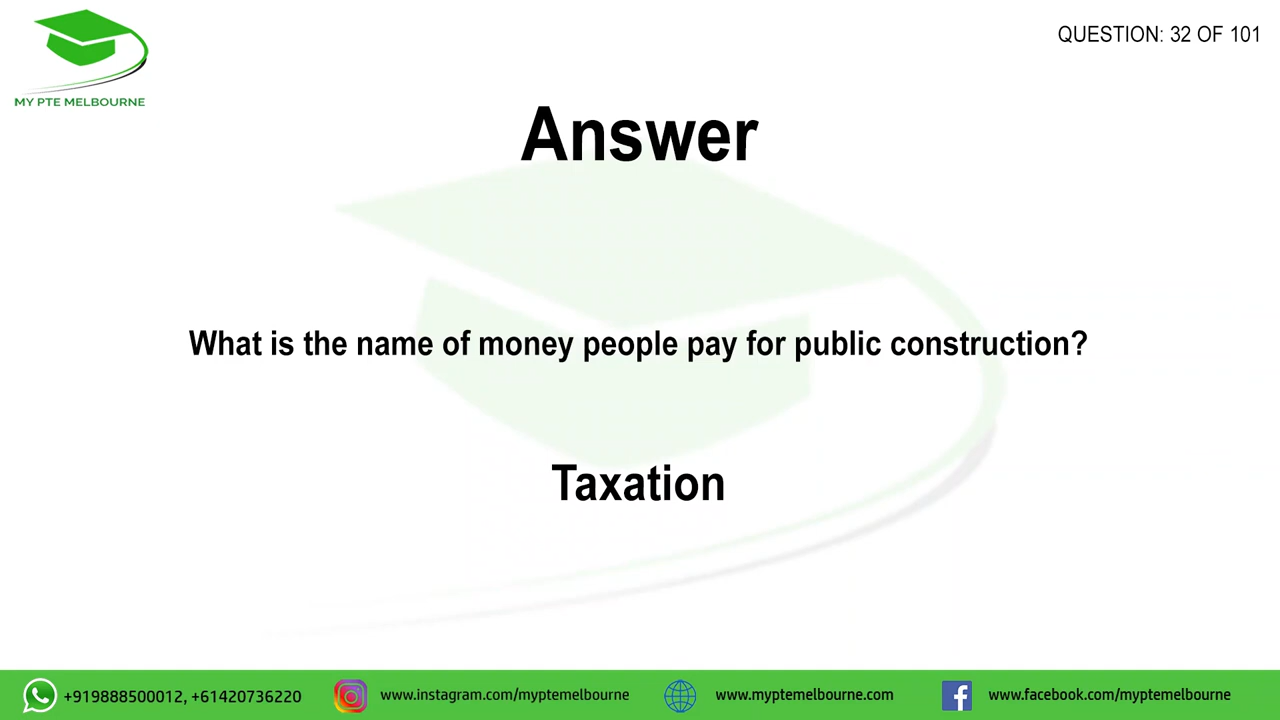 QUESTION: 32 OF 101
MY PTE MELBOURNE
Answer
What is the name of money people pay for public construction?
Taxation
+919888500012, +61420736220
www.instagram.com/myptemelbourne
www.myptemelbourne.com
www.facebook.com/myptemelbourne